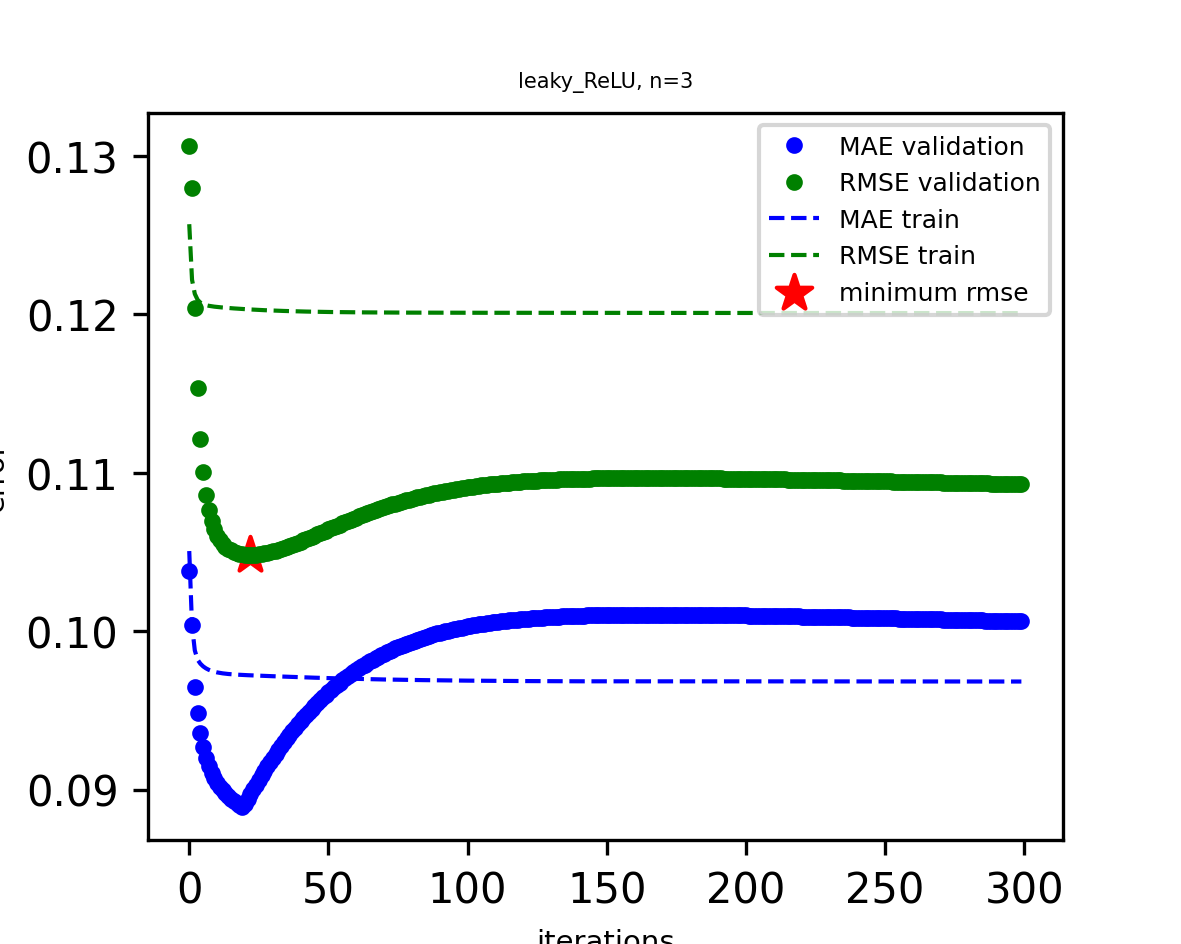 leaky_ReLU, n=3
0.13
0.12
0.11
0.10
0.09
MAE validation
RMSE validation
MAE train
RMSE train
minimum rmse
0 50 100 150 200 250 300
iterations